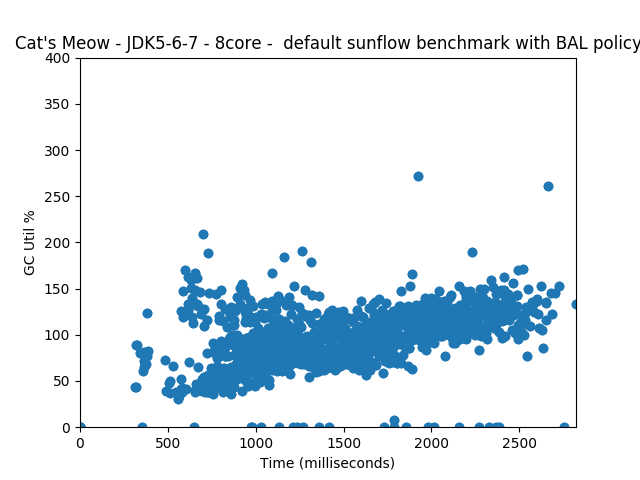 Cat's Meow - JDK5-6-7 - 8core -  default sunflow benchmark with BAL policy
400
350
300
250
200
150
100
50
0
GC Util %
0 500 1000 1500 2000 2500
Time (milliseconds)